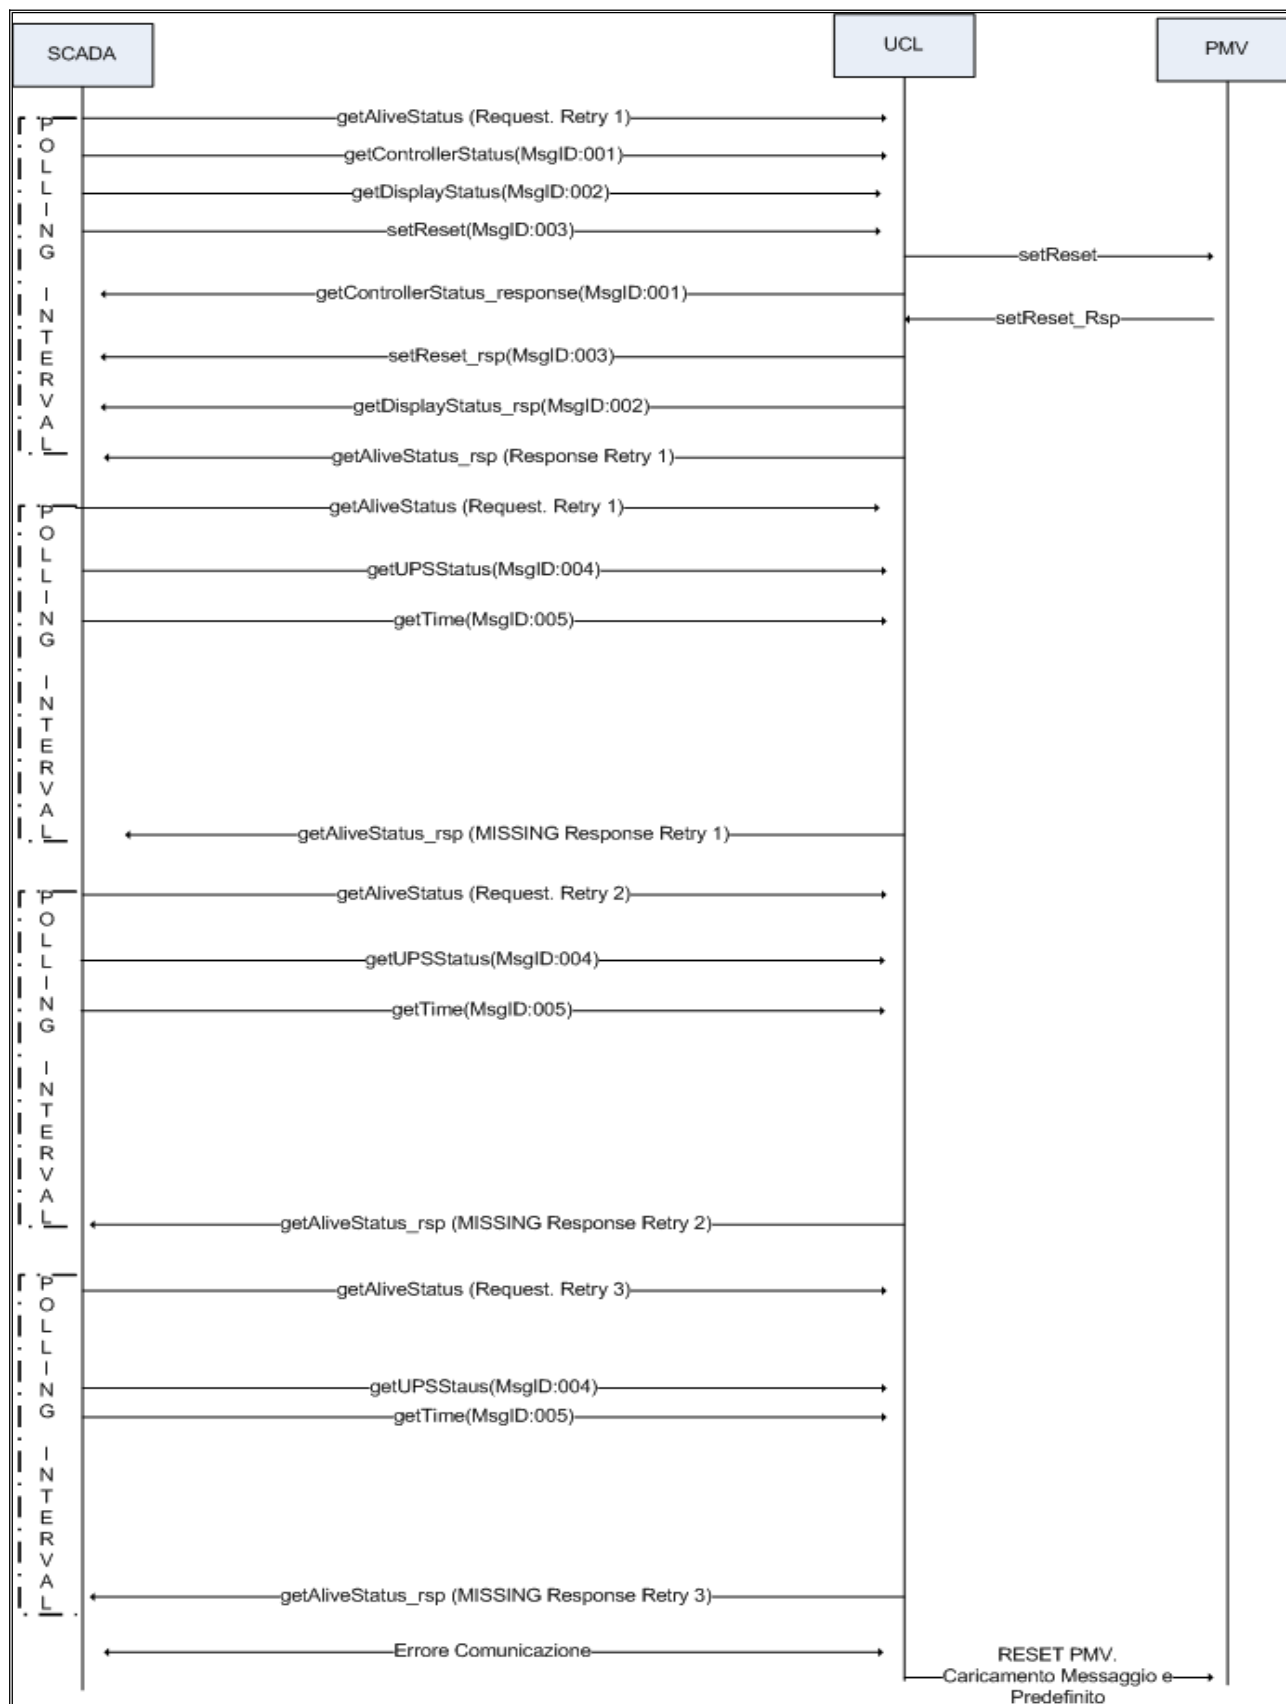 SCADA
UCL
PMV
POLLING INTERVAL
getAliveStatus (Request. Retry 1)
getControllerStatus(MsgID:001)
getDisplayStatus(MsgID:002)
setReset(MsgID:003)
setReset
getControllerStatus_response(MsgID:001)
setReset_Rsp
setReset_rsp(MsgID:003)
getDisplayStatus_rsp(MsgID:002)
getAliveStatus_rsp (Response Retry 1)
POLLING INTERVAL
getAliveStatus (Request. Retry 1)
getUPSStatus(MsgID:004)
getTime(MsgID:005)
getAliveStatus_rsp (MISSING Response Retry 1)
POLLING INTERVAL
getAliveStatus (Request. Retry 2)
getUPSStatus(MsgID:004)
getTime(MsgID:005)
getAliveStatus_rsp (MISSING Response Retry 2)
POLLING INTERVAL
getAliveStatus (Request. Retry 3)
getUPSStaus(MsgID:004)
getTime(MsgID:005)
getAliveStatus_rsp (MISSING Response Retry 3)
Errore Comunicazione
RESET PMV.
Caricamento Messaggio e
Predefinito